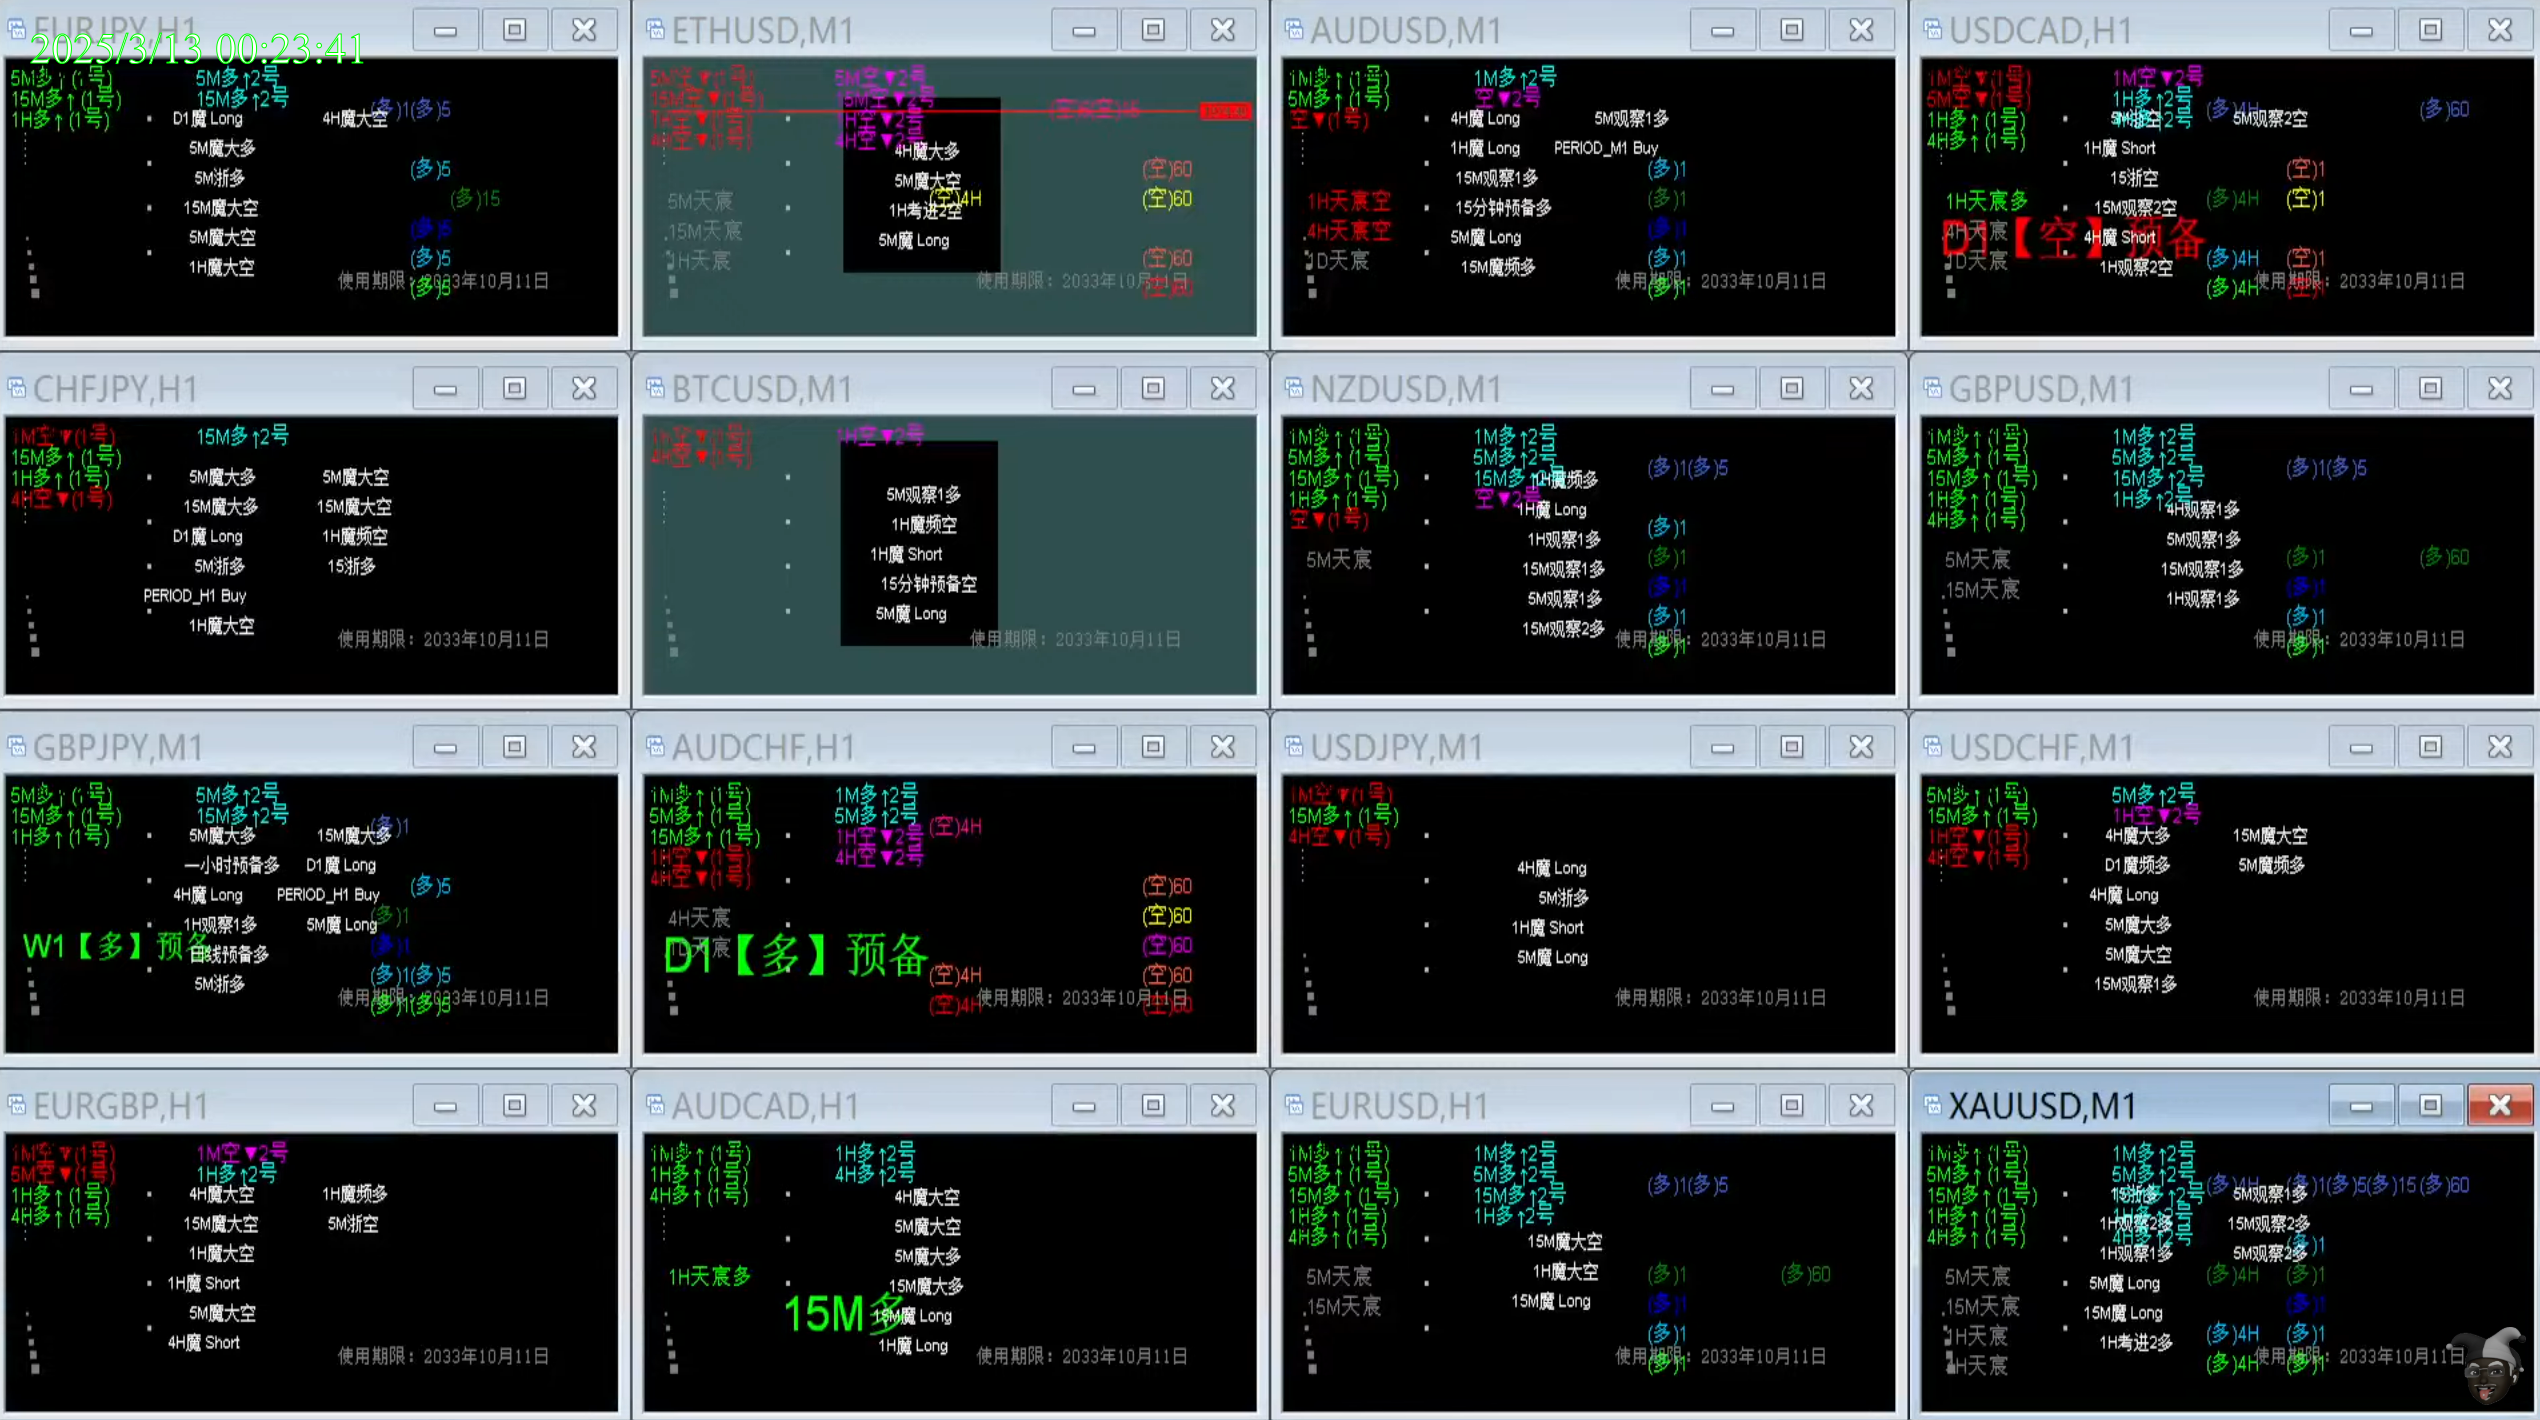 2025/3/13 00:23:41
EURJPY,H1
5M多↑(1号) 5M多↑2号
15M多↑(1号) 15M多↑2号
1H多↑(1号)
(多)1(多)5
D1魔 Long 4H魔大空
5M魔大多
5M浙多 (多)5
15M魔大空 (多)15
5M魔大空 (多)5
1H魔大空 (多)5
使用期限：2033年10月11日
(多)5
ETHUSD,M1
5M空▼(1号) 5M空▼2号
15M空▼(1号) 15M空▼2号
1H空▼(1号) 1H空▼2号
4H空▼(1号) 4H空▼2号
4H魔大多
5M魔大空 (空)60
5M天宸 (空)4H (空)60
1H考进2空
15M天宸 5M魔 Long
1H天宸 (空)60
使用期限：2033年10月11日
(空)60
AUDUSD,M1
1M多↑(1号) 1M多↑2号
5M多↑(1号) 空▼2号
空▼(1号) 4H魔 Long 5M观察1多
1H魔 Long PERIOD_M1 Buy
15M观察1多 (多)1
1H天宸空 15分钟预备多 (多)1
4H天宸空 5M魔 Long (多)1
1D天宸 15M魔频多 (多)1
使用期限：2033年10月11日
(多)1
USDCAD,H1
1M空▼(1号) 1M空▼2号
5M空▼(1号) 1H多↑2号
1H多↑(1号) 4H多↑2号
4H多↑(1号)
(多)4H (多)60
5M观察2空
1H魔 Short
15浙空 (空)1
1H天宸多 15M观察2空 (多)4H (空)1
4H天宸 4H魔 Short
D1【空】预备
1D天宸 1H观察2空 (多)4H (空)1
使用期限：2033年10月11日
(多)4H (空)1
CHFJPY,H1
1M空▼(1号) 15M多↑2号
15M多↑(1号)
1H多↑(1号)
4H空▼(1号)
5M魔大多 5M魔大空
15M魔大多 15M魔大空
D1魔 Long 1H魔频空
5M浙多 15浙多
PERIOD_H1 Buy
1H魔大空
使用期限：2033年10月11日
BTCUSD,M1
1H空▼(1号) 1H空▼2号
4H空▼(1号)
5M观察1多
1H魔频空
1H魔 Short
15分钟预备空
5M魔 Long
使用期限：2033年10月11日
NZDUSD,M1
1M多↑(1号) 1M多↑2号
5M多↑(1号) 5M多↑2号
15M多↑(1号) 15M多↑2号
1H多↑(1号) 空▼2号
空▼(1号)
(多)1(多)5
1H魔频多
1H魔 Long
1H观察1多 (多)1
5M天宸 15M观察1多 (多)1
5M观察1多 (多)1
15M观察2多 (多)1
使用期限：2033年10月11日
(多)1
GBPUSD,M1
1M多↑(1号) 1M多↑2号
5M多↑(1号) 5M多↑2号
15M多↑(1号) 15M多↑2号
1H多↑(1号) 1H多↑2号
4H多↑(1号)
(多)1(多)5
4H观察1多
5M观察1多
5M天宸 15M观察1多 (多)1 (多)60
15M天宸 1H观察1多 (多)1
(多)1
使用期限：2033年10月11日
(多)1
GBPJPY,M1
5M多↑(1号) 5M多↑2号
15M多↑(1号) 15M多↑2号
1H多↑(1号) (多)1
5M魔大多 15M魔大多
一小时预备多 D1魔 Long
4H魔 Long PERIOD_H1 Buy (多)5
1H观察1多 5M魔 Long (多)1
W1【多】预备 日线预备多 (多)1
5M浙多 (多)1(多)5
使用期限：2033年10月11日
(多)1(多)5
AUDCHF,H1
1M多↑(1号) 1M多↑2号
5M多↑(1号) 5M多↑2号
15M多↑(1号) 1H空▼2号 (空)4H
1H空▼(1号) 4H空▼2号
4H空▼(1号) (空)60
4H天宸 (空)60
1D天宸 (空)60
D1【多】预备
(空)4H (空)60
使用期限：2033年10月11日
(空)4H (空)60
USDJPY,M1
1M空▼(1号)
15M多↑(1号)
4H空▼(1号)
4H魔 Long
5M浙多
1H魔 Short
5M魔 Long
使用期限：2033年10月11日
USDCHF,M1
5M多↑(1号) 5M多↑2号
15M多↑(1号) 1H空▼2号
1H空▼(1号) 4H魔大多 15M魔大空
4H空▼(1号) D1魔频多 5M魔频多
4H魔 Long
5M魔大多
5M魔大空
15M观察1多
使用期限：2033年10月11日
EURGBP,H1
1M空▼(1号) 1M空▼2号
5M空▼(1号) 1H多↑2号
1H多↑(1号) 4H魔大空 1H魔频多
4H多↑(1号) 15M魔大空 5M浙空
1H魔大空
1H魔 Short
5M魔大空
4H魔 Short
使用期限：2033年10月11日
AUDCAD,H1
1M多↑(1号) 1H多↑2号
1H多↑(1号) 4H多↑2号
4H多↑(1号) 4H魔大空
5M魔大空
5M魔大多
1H天宸多 15M魔大多
15M多 15M魔 Long
1H魔 Long
使用期限：2033年10月11日
EURUSD,H1
1M多↑(1号) 1M多↑2号
5M多↑(1号) 5M多↑2号
15M多↑(1号) 15M多↑2号
1H多↑(1号) 1H多↑2号
4H多↑(1号)
(多)1(多)5
15M魔大空
5M天宸 1H魔大空 (多)1 (多)60
15M天宸 15M魔 Long (多)1
(多)1
使用期限：2033年10月11日
(多)1
XAUUSD,M1
1M多↑(1号) 1M多↑2号
5M多↑(1号) 5M多↑2号
15M多↑(1号) 15M多↑2号
1H多↑(1号) 1H多↑2号
4H多↑(1号) 4H多↑2号
(多)4H (多)1(多)5(多)15(多)60
15浙多 5M观察1多
1H观察2多 15M观察2多
1H观察1多 5M观察2多 (多)1
5M天宸 5M魔 Long (多)4H (多)1
15M天宸 15M魔 Long (多)1
1H天宸 1H考进2多 (多)4H (多)1
使用期限：2033年10月11日
4H天宸 (多)4H (多)1